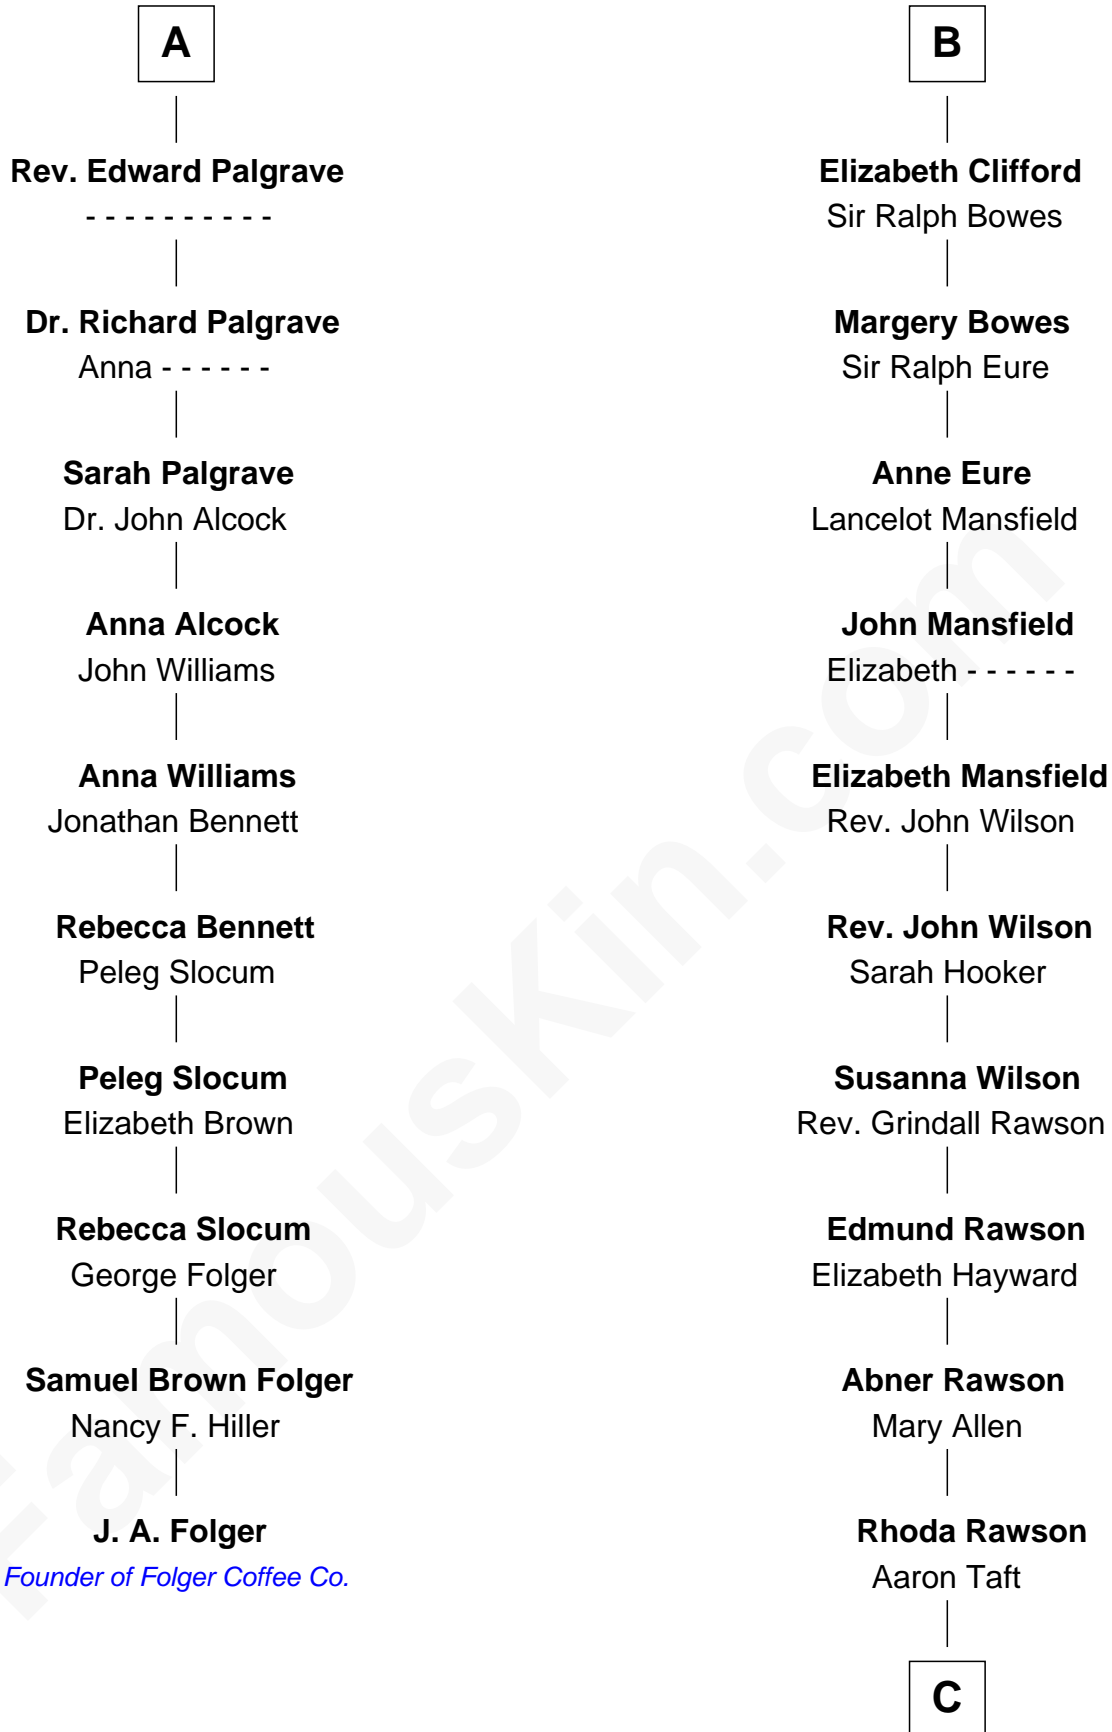 A
Rev. Edward Palgrave
- - - - - - - - - -
Dr. Richard Palgrave
Anna - - - - - -
Sarah Palgrave
Dr. John Alcock
Anna Alcock
John Williams
Anna Williams
Jonathan Bennett
Rebecca Bennett
Peleg Slocum
Peleg Slocum
Elizabeth Brown
Rebecca Slocum
George Folger
Samuel Brown Folger
Nancy F. Hiller
J. A. Folger
Founder of Folger Coffee Co.
B
Elizabeth Clifford
Sir Ralph Bowes
Margery Bowes
Sir Ralph Eure
Anne Eure
Lancelot Mansfield
John Mansfield
Elizabeth - - - - - -
Elizabeth Mansfield
Rev. John Wilson
Rev. John Wilson
Sarah Hooker
Susanna Wilson
Rev. Grindall Rawson
Edmund Rawson
Elizabeth Hayward
Abner Rawson
Mary Allen
Rhoda Rawson
Aaron Taft
C
FamousKin.com